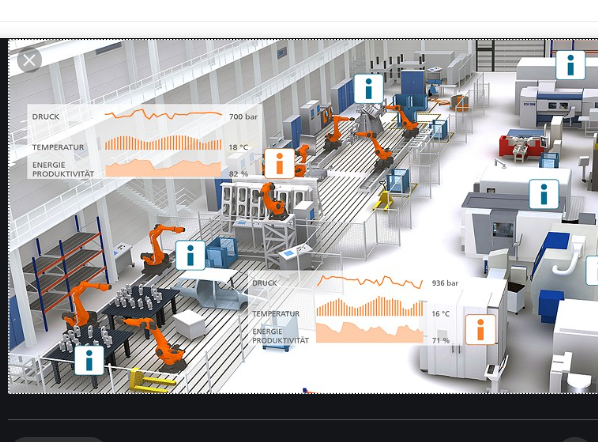 DRUCK 700 bar
TEMPERATUR 18 °C
ENERGIE
PRODUKTIVITÄT 82 %
DRUCK 936 bar
TEMPERATUR 16 °C
ENERGIE
PRODUKTIVITÄT 71 %